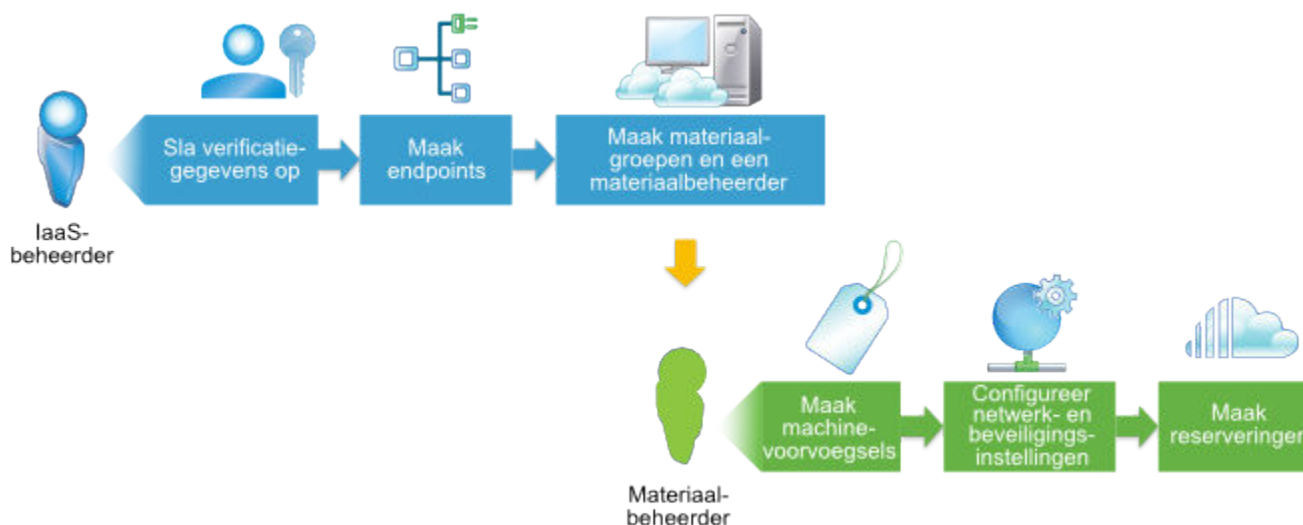 Sla verificatie-
gegevens op
Maak
endpoints
Maak materiaal-
groepen en een
materiaalbeheerder
IaaS-
beheerder
Maak
machine-
voorvoegsels
Configureer
netwerk- en
beveiligings-
instellingen
Maak
reserveringen
Materiaal-
beheerder